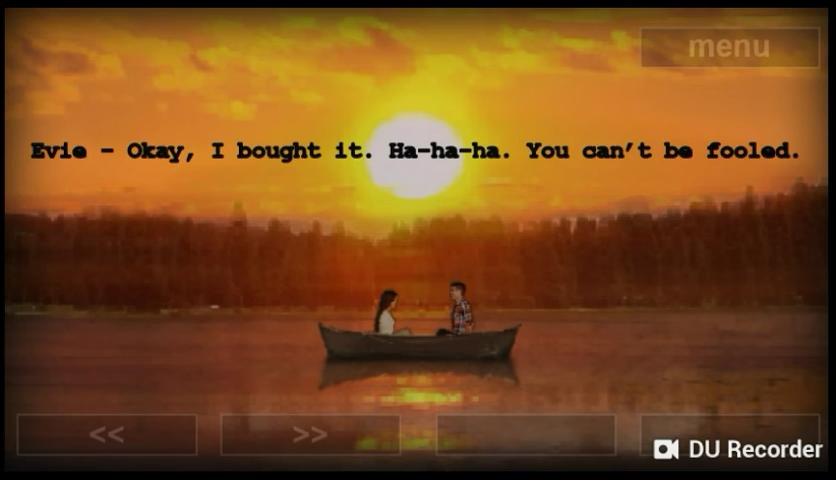 menu
Evie - Okay, I bought it. Ha-ha-ha. You can't be fooled.
<< >>
DU Recorder